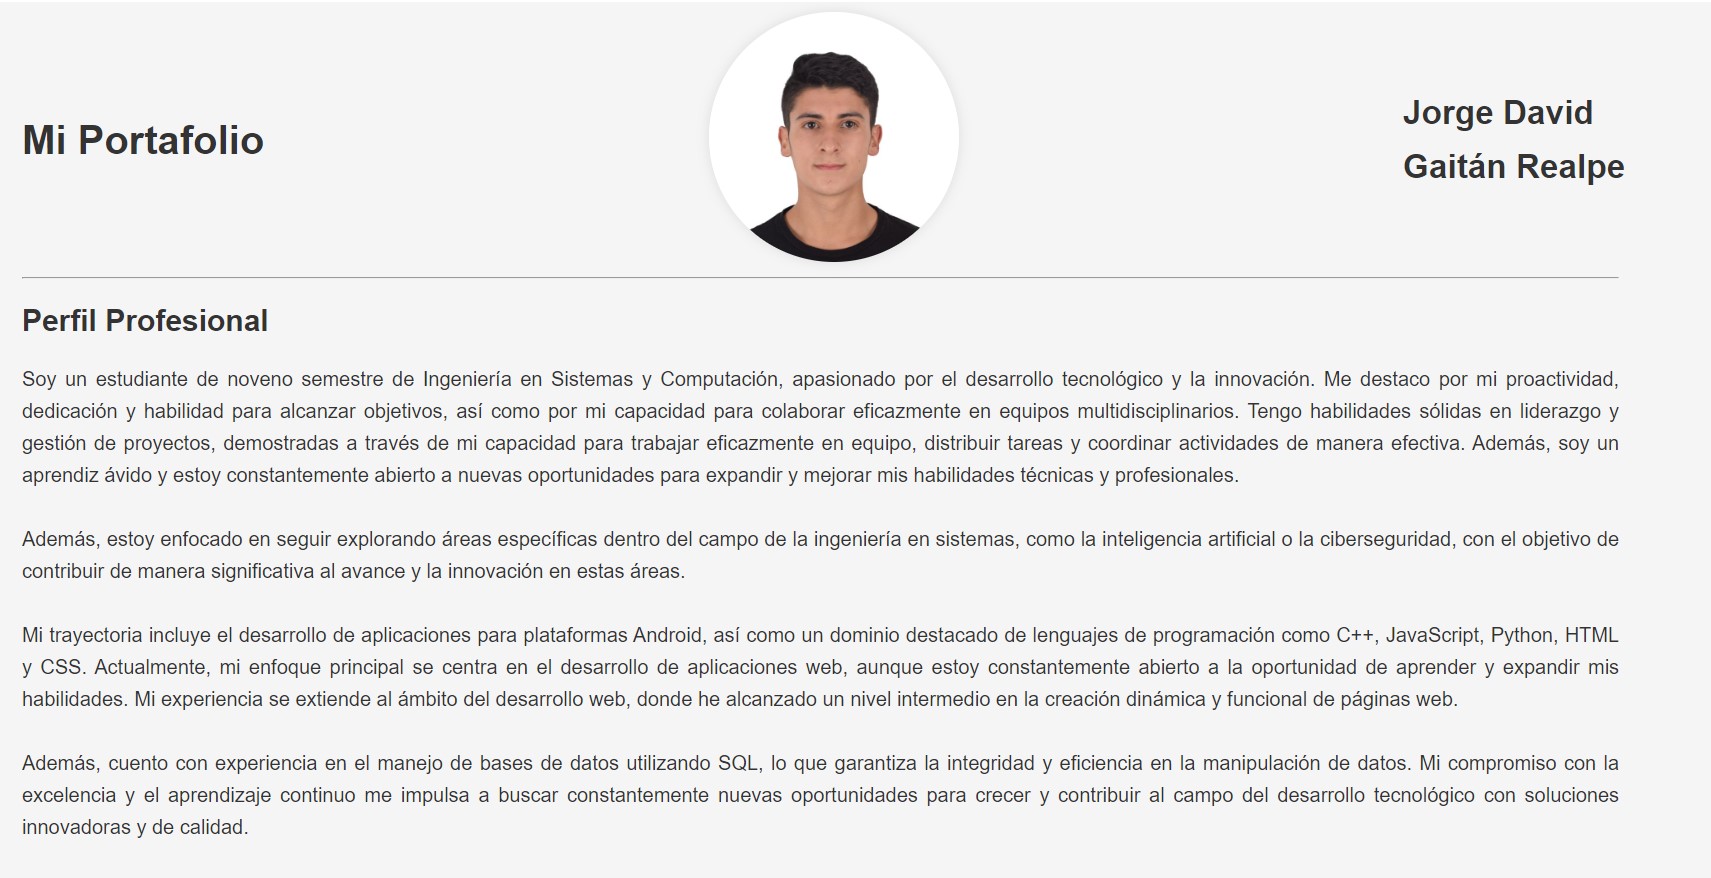 Mi Portafolio
Jorge David
Gaitán Realpe
Perfil Profesional
Soy un estudiante de noveno semestre de Ingeniería en Sistemas y Computación, apasionado por el desarrollo tecnológico y la innovación. Me destaco por mi proactividad,
dedicación y habilidad para alcanzar objetivos, así como por mi capacidad para colaborar eficazmente en equipos multidisciplinarios. Tengo habilidades sólidas en liderazgo y
gestión de proyectos, demostradas a través de mi capacidad para trabajar eficazmente en equipo, distribuir tareas y coordinar actividades de manera efectiva. Además, soy un
aprendiz ávido y estoy constantemente abierto a nuevas oportunidades para expandir y mejorar mis habilidades técnicas y profesionales.
Además, estoy enfocado en seguir explorando áreas específicas dentro del campo de la ingeniería en sistemas, como la inteligencia artificial o la ciberseguridad, con el objetivo de
contribuir de manera significativa al avance y la innovación en estas áreas.
Mi trayectoria incluye el desarrollo de aplicaciones para plataformas Android, así como un dominio destacado de lenguajes de programación como C++, JavaScript, Python, HTML
y CSS. Actualmente, mi enfoque principal se centra en el desarrollo de aplicaciones web, aunque estoy constantemente abierto a la oportunidad de aprender y expandir mis
habilidades. Mi experiencia se extiende al ámbito del desarrollo web, donde he alcanzado un nivel intermedio en la creación dinámica y funcional de páginas web.
Además, cuento con experiencia en el manejo de bases de datos utilizando SQL, lo que garantiza la integridad y eficiencia en la manipulación de datos. Mi compromiso con la
excelencia y el aprendizaje continuo me impulsa a buscar constantemente nuevas oportunidades para crecer y contribuir al campo del desarrollo tecnológico con soluciones
innovadoras y de calidad.